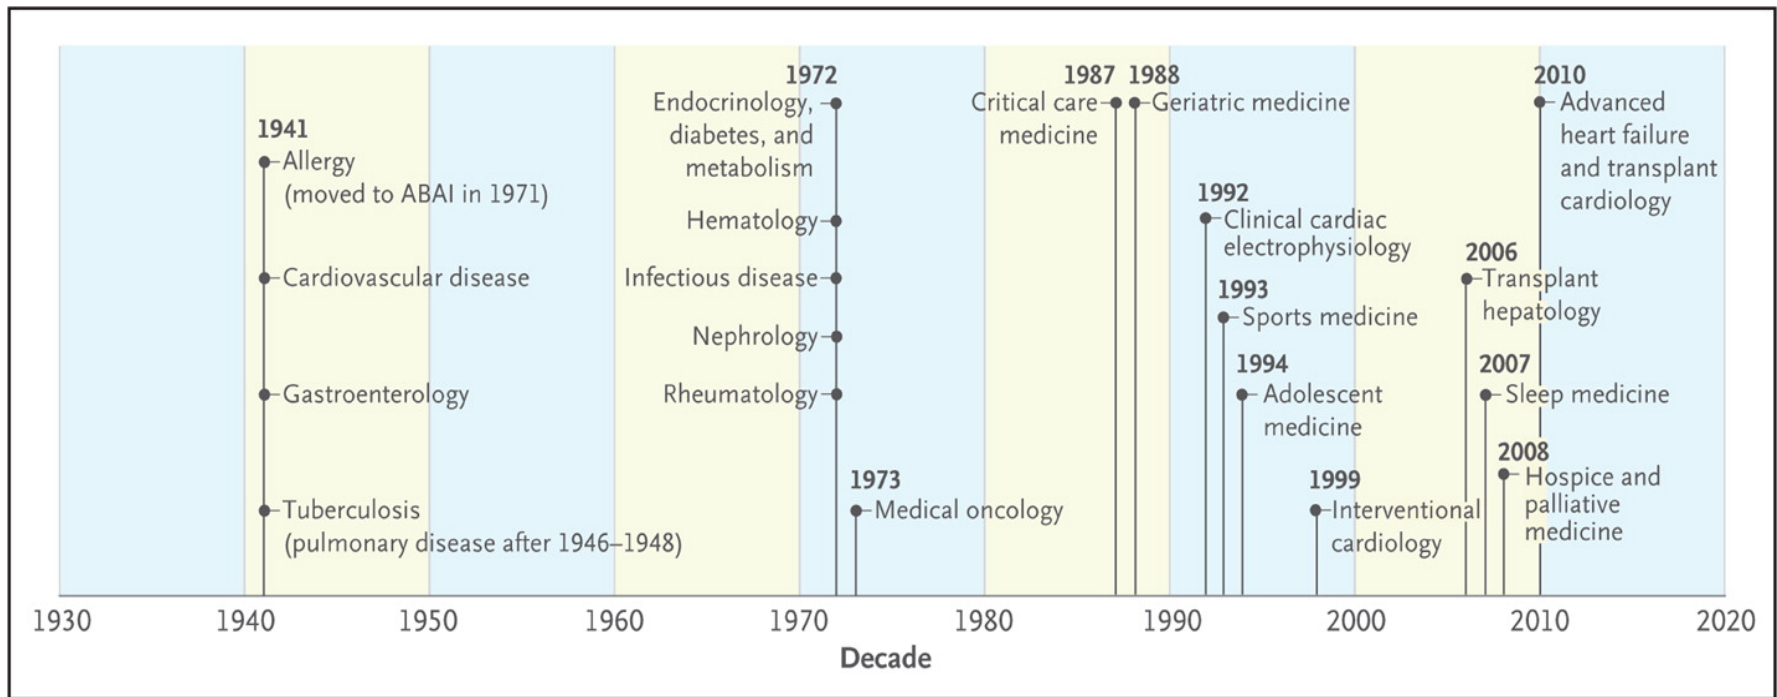 1941
Allergy
(moved to ABAI in 1971)
Cardiovascular disease
Gastroenterology
Tuberculosis
(pulmonary disease after 1946–1948)
1972
Endocrinology,
diabetes, and
metabolism
Hematology
Infectious disease
Nephrology
Rheumatology
1973
Medical oncology
1987
Critical care
medicine
1988
Geriatric medicine
1992
Clinical cardiac
electrophysiology
1993
Sports medicine
1994
Adolescent
medicine
1999
Interventional
cardiology
2006
Transplant
hepatology
2007
Sleep medicine
2008
Hospice and
palliative
medicine
2010
Advanced
heart failure
and transplant
cardiology
1930 1940 1950 1960 1970 1980 1990 2000 2010 2020
Decade